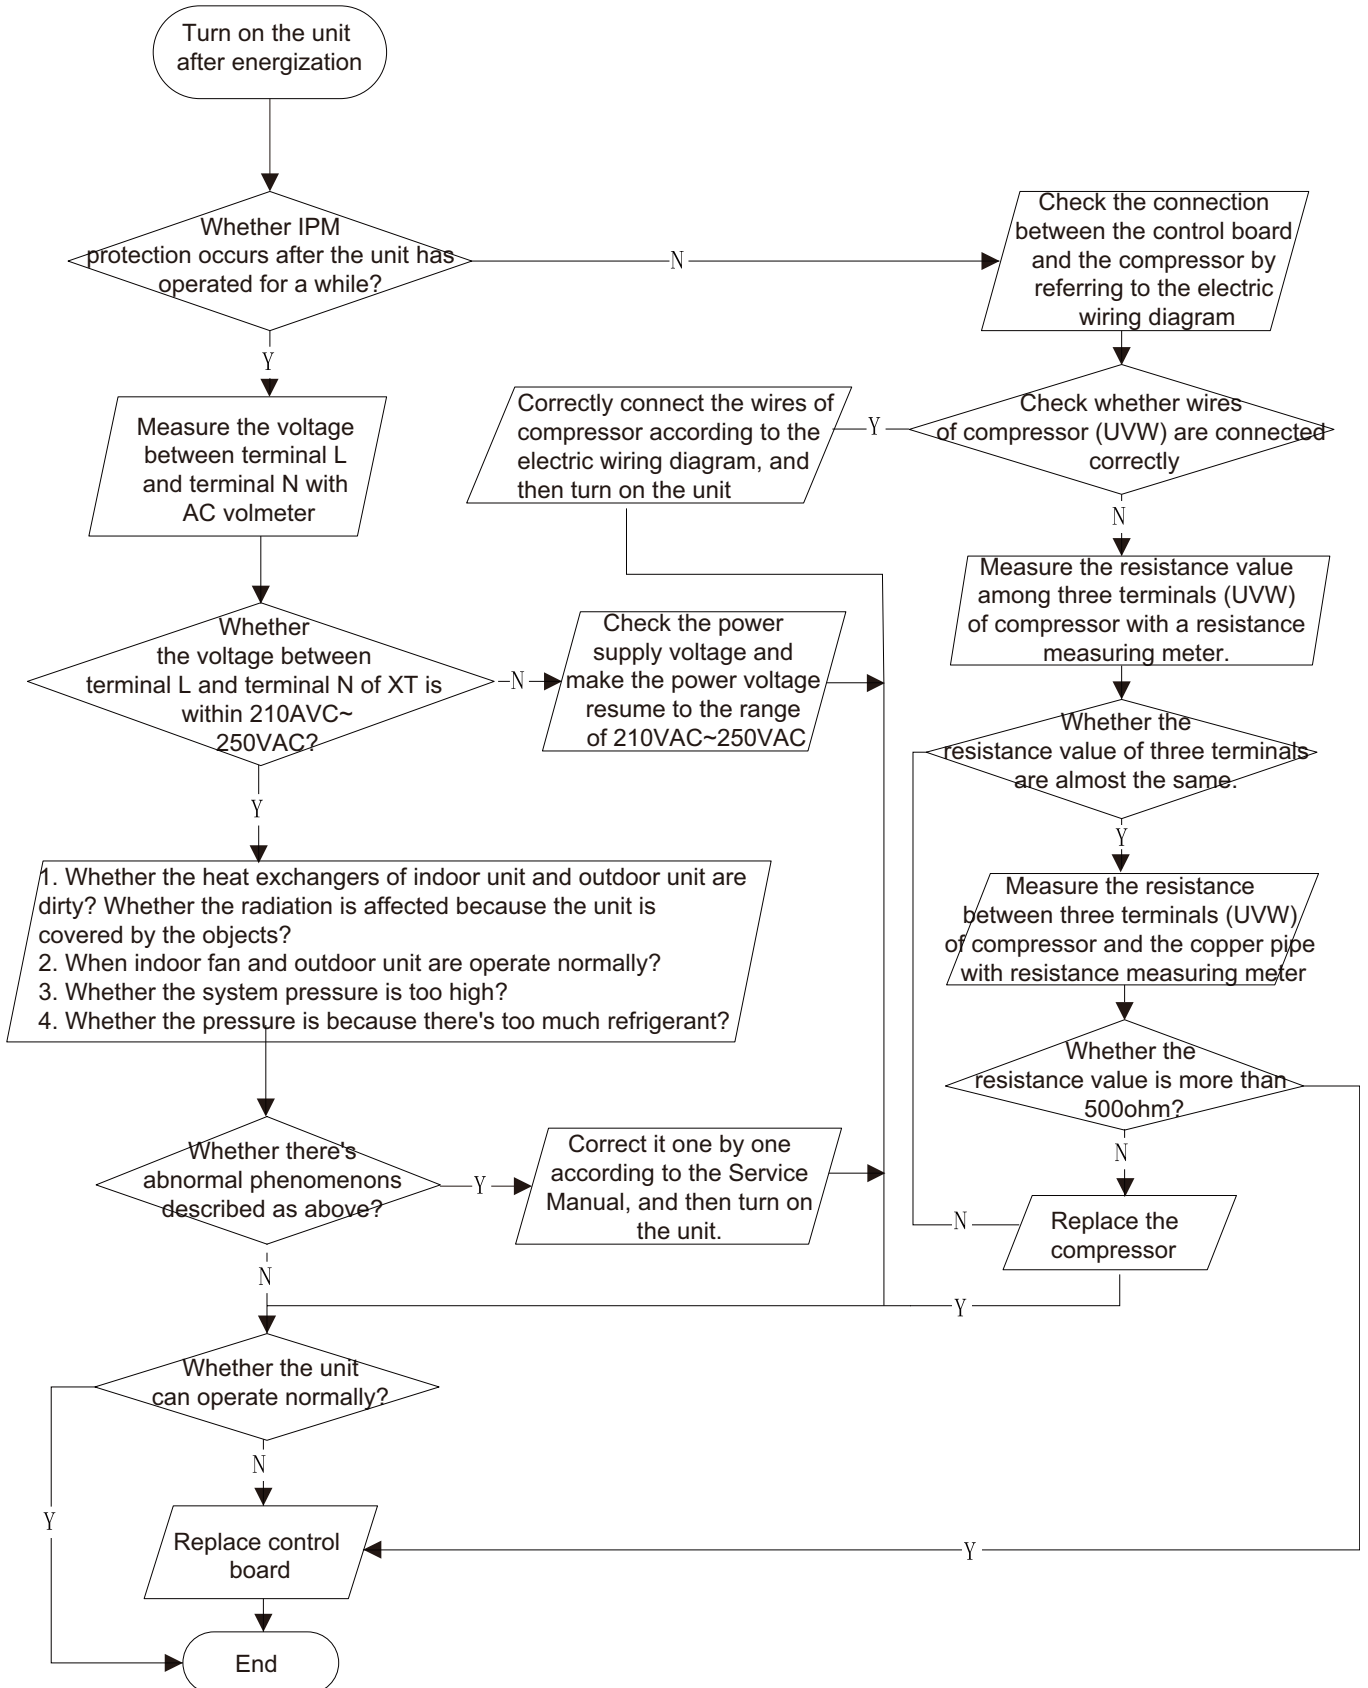 Turn on the unit
after energization
Whether IPM
protection occurs after the unit has
operated for a while?
N
Check the connection
between the control board
and the compressor by
referring to the electric
wiring diagram
Y
Measure the voltage
between terminal L
and terminal N with
AC volmeter
Correctly connect the wires of
compressor according to the
electric wiring diagram, and
then turn on the unit
Y
Check whether wires
of compressor (UVW) are connected
correctly
N
Measure the resistance value
among three terminals (UVW)
of compressor with a resistance
measuring meter.
Whether
the voltage between
terminal L and terminal N of XT is
within 210AVC~
250VAC?
N
Check the power
supply voltage and
make the power voltage
resume to the range
of 210VAC~250VAC
Whether the
resistance value of three terminals
are almost the same.
Y
Y
1. Whether the heat exchangers of indoor unit and outdoor unit are
dirty? Whether the radiation is affected because the unit is
covered by the objects?
2. When indoor fan and outdoor unit are operate normally?
3. Whether the system pressure is too high?
4. Whether the pressure is because there's too much refrigerant?
Measure the resistance
between three terminals (UVW)
of compressor and the copper pipe
with resistance measuring meter
Whether the
resistance value is more than
500ohm?
N
Whether there's
abnormal phenomenons
described as above?
Y
Correct it one by one
according to the Service
Manual, and then turn on
the unit.
N
Replace the
compressor
N
Y
Whether the unit
can operate normally?
N
Y
Replace control
board
Y
End